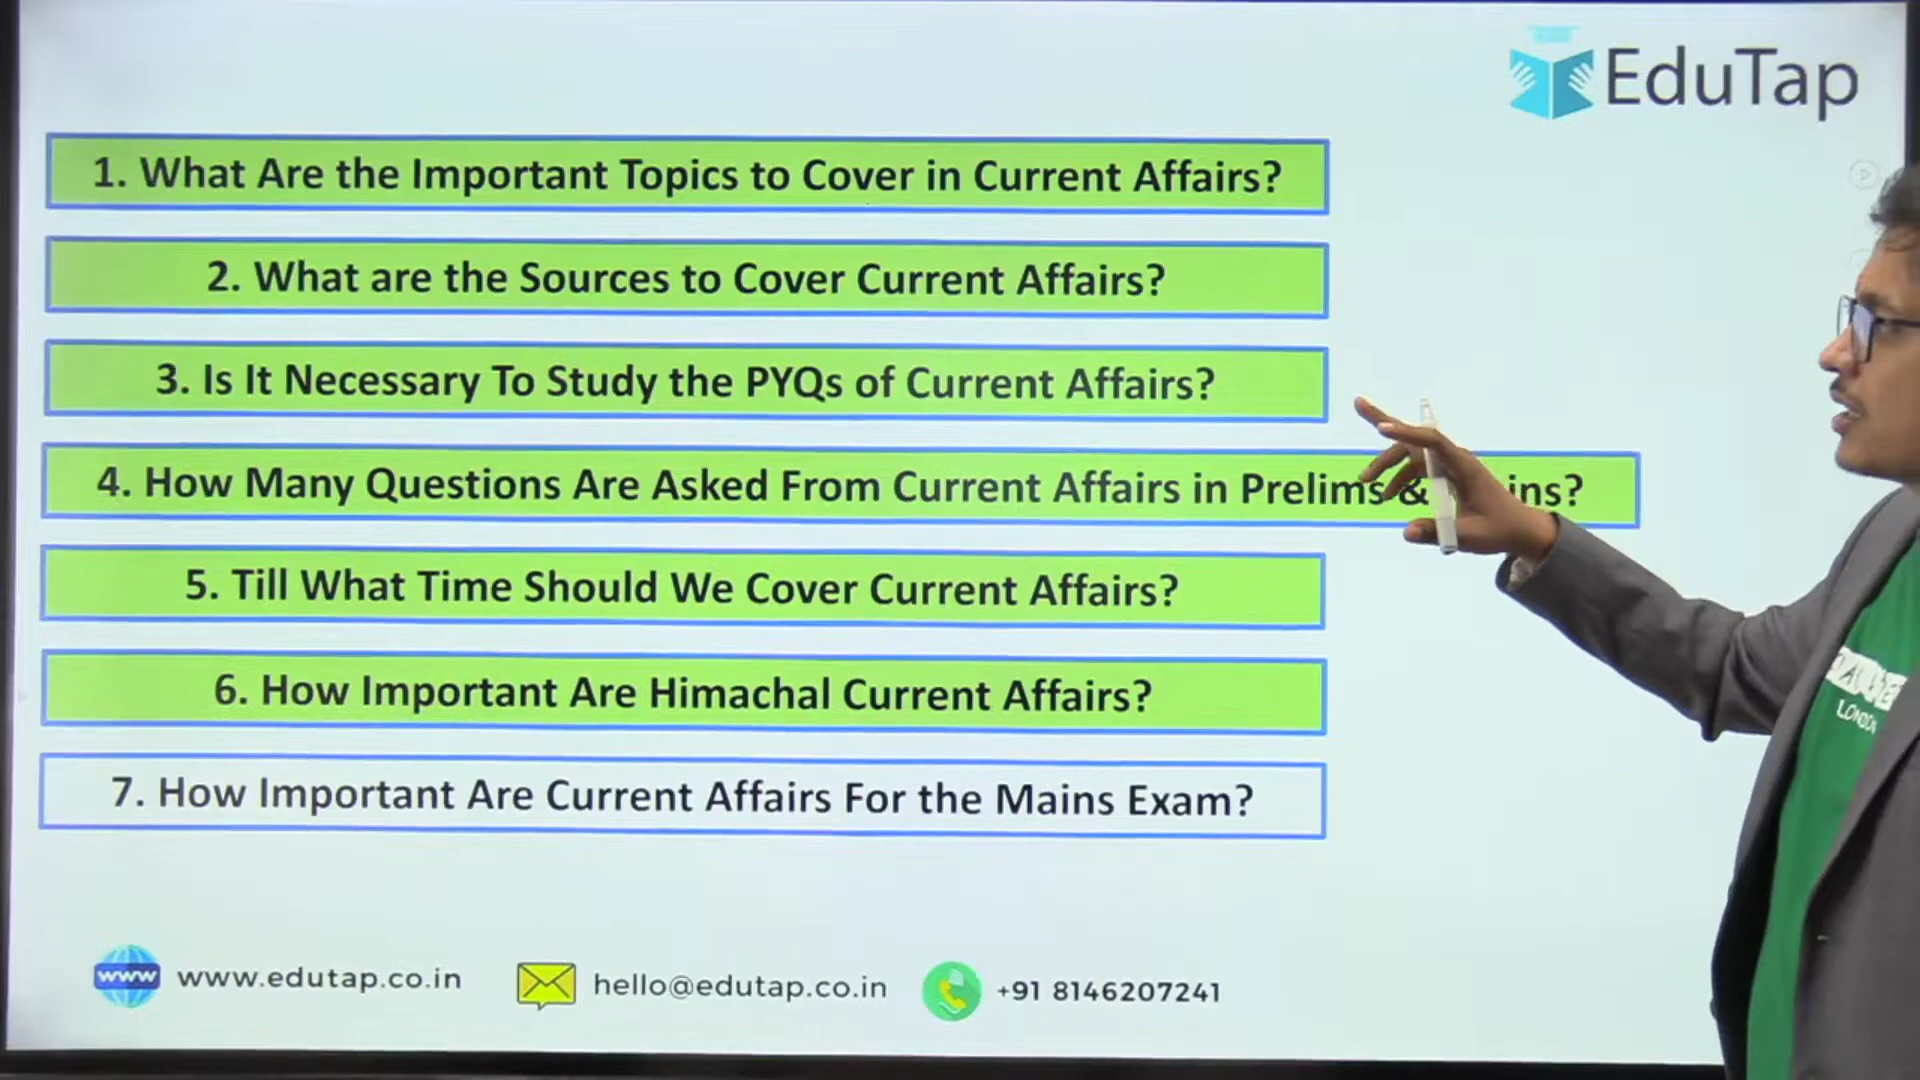 EduTap
1. What Are the Important Topics to Cover in Current Affairs?
2. What are the Sources to Cover Current Affairs?
3. Is It Necessary To Study the PYQs of Current Affairs?
4. How Many Questions Are Asked From Current Affairs in Prelims & ins?
5. Till What Time Should We Cover Current Affairs?
6. How Important Are Himachal Current Affairs?
LONDON
7. How Important Are Current Affairs For the Mains Exam?
www www.edutap.co.in
hello@edutap.co.in
+91 8146207241